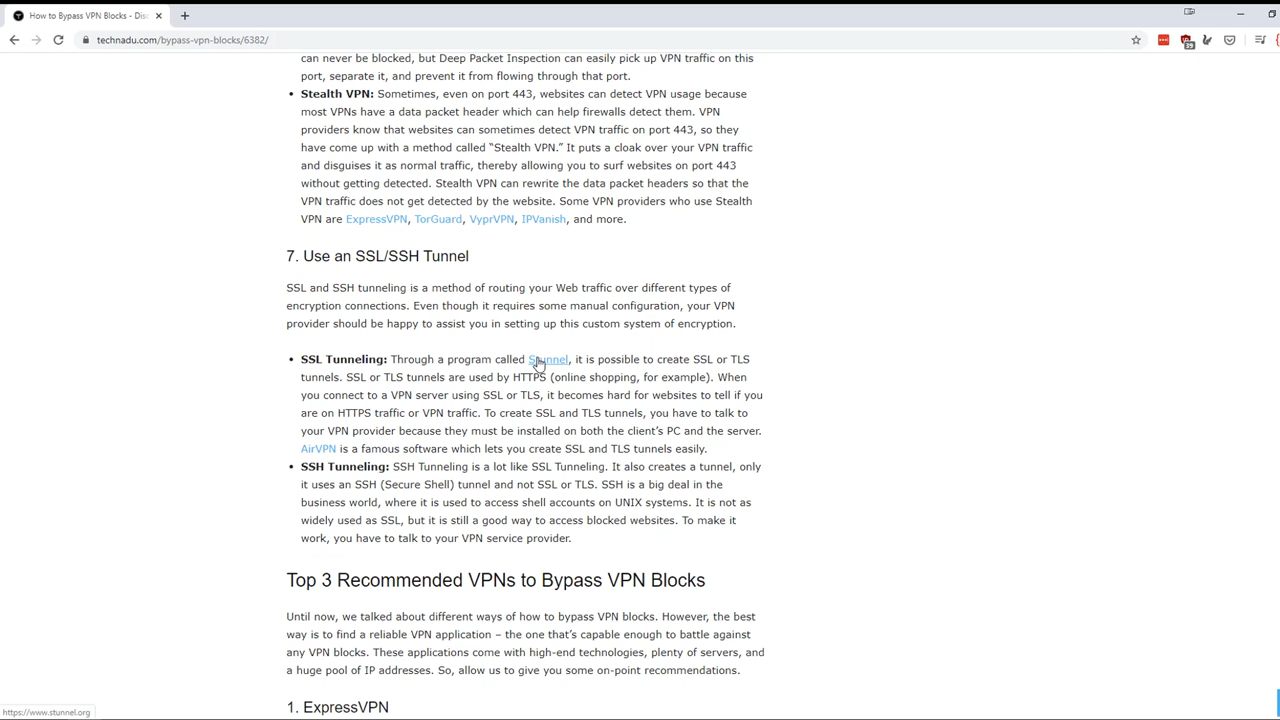 How to Bypass VPN Blocks - Disc
technadu.com/bypass-vpn-blocks/6382/
39
can never be blocked, but Deep Packet Inspection can easily pick up VPN traffic on this
port, separate it, and prevent it from flowing through that port.
• Stealth VPN: Sometimes, even on port 443, websites can detect VPN usage because
most VPNs have a data packet header which can help firewalls detect them. VPN
providers know that websites can sometimes detect VPN traffic on port 443, so they
have come up with a method called “Stealth VPN.” It puts a cloak over your VPN traffic
and disguises it as normal traffic, thereby allowing you to surf websites on port 443
without getting detected. Stealth VPN can rewrite the data packet headers so that the
VPN traffic does not get detected by the website. Some VPN providers who use Stealth
VPN are ExpressVPN, TorGuard, VyprVPN, IPVanish, and more.
7. Use an SSL/SSH Tunnel
SSL and SSH tunneling is a method of routing your Web traffic over different types of
encryption connections. Even though it requires some manual configuration, your VPN
provider should be happy to assist you in setting up this custom system of encryption.
• SSL Tunneling: Through a program called Stunnel, it is possible to create SSL or TLS
tunnels. SSL or TLS tunnels are used by HTTPS (online shopping, for example). When
you connect to a VPN server using SSL or TLS, it becomes hard for websites to tell if you
are on HTTPS traffic or VPN traffic. To create SSL and TLS tunnels, you have to talk to
your VPN provider because they must be installed on both the client’s PC and the server.
AirVPN is a famous software which lets you create SSL and TLS tunnels easily.
• SSH Tunneling: SSH Tunneling is a lot like SSL Tunneling. It also creates a tunnel, only
it uses an SSH (Secure Shell) tunnel and not SSL or TLS. SSH is a big deal in the
business world, where it is used to access shell accounts on UNIX systems. It is not as
widely used as SSL, but it is still a good way to access blocked websites. To make it
work, you have to talk to your VPN service provider.
Top 3 Recommended VPNs to Bypass VPN Blocks
Until now, we talked about different ways of how to bypass VPN blocks. However, the best
way is to find a reliable VPN application – the one that’s capable enough to battle against
any VPN blocks. These applications come with high-end technologies, plenty of servers, and
a huge pool of IP addresses. So, allow us to give you some on-point recommendations.
1. ExpressVPN
https://www.stunnel.org